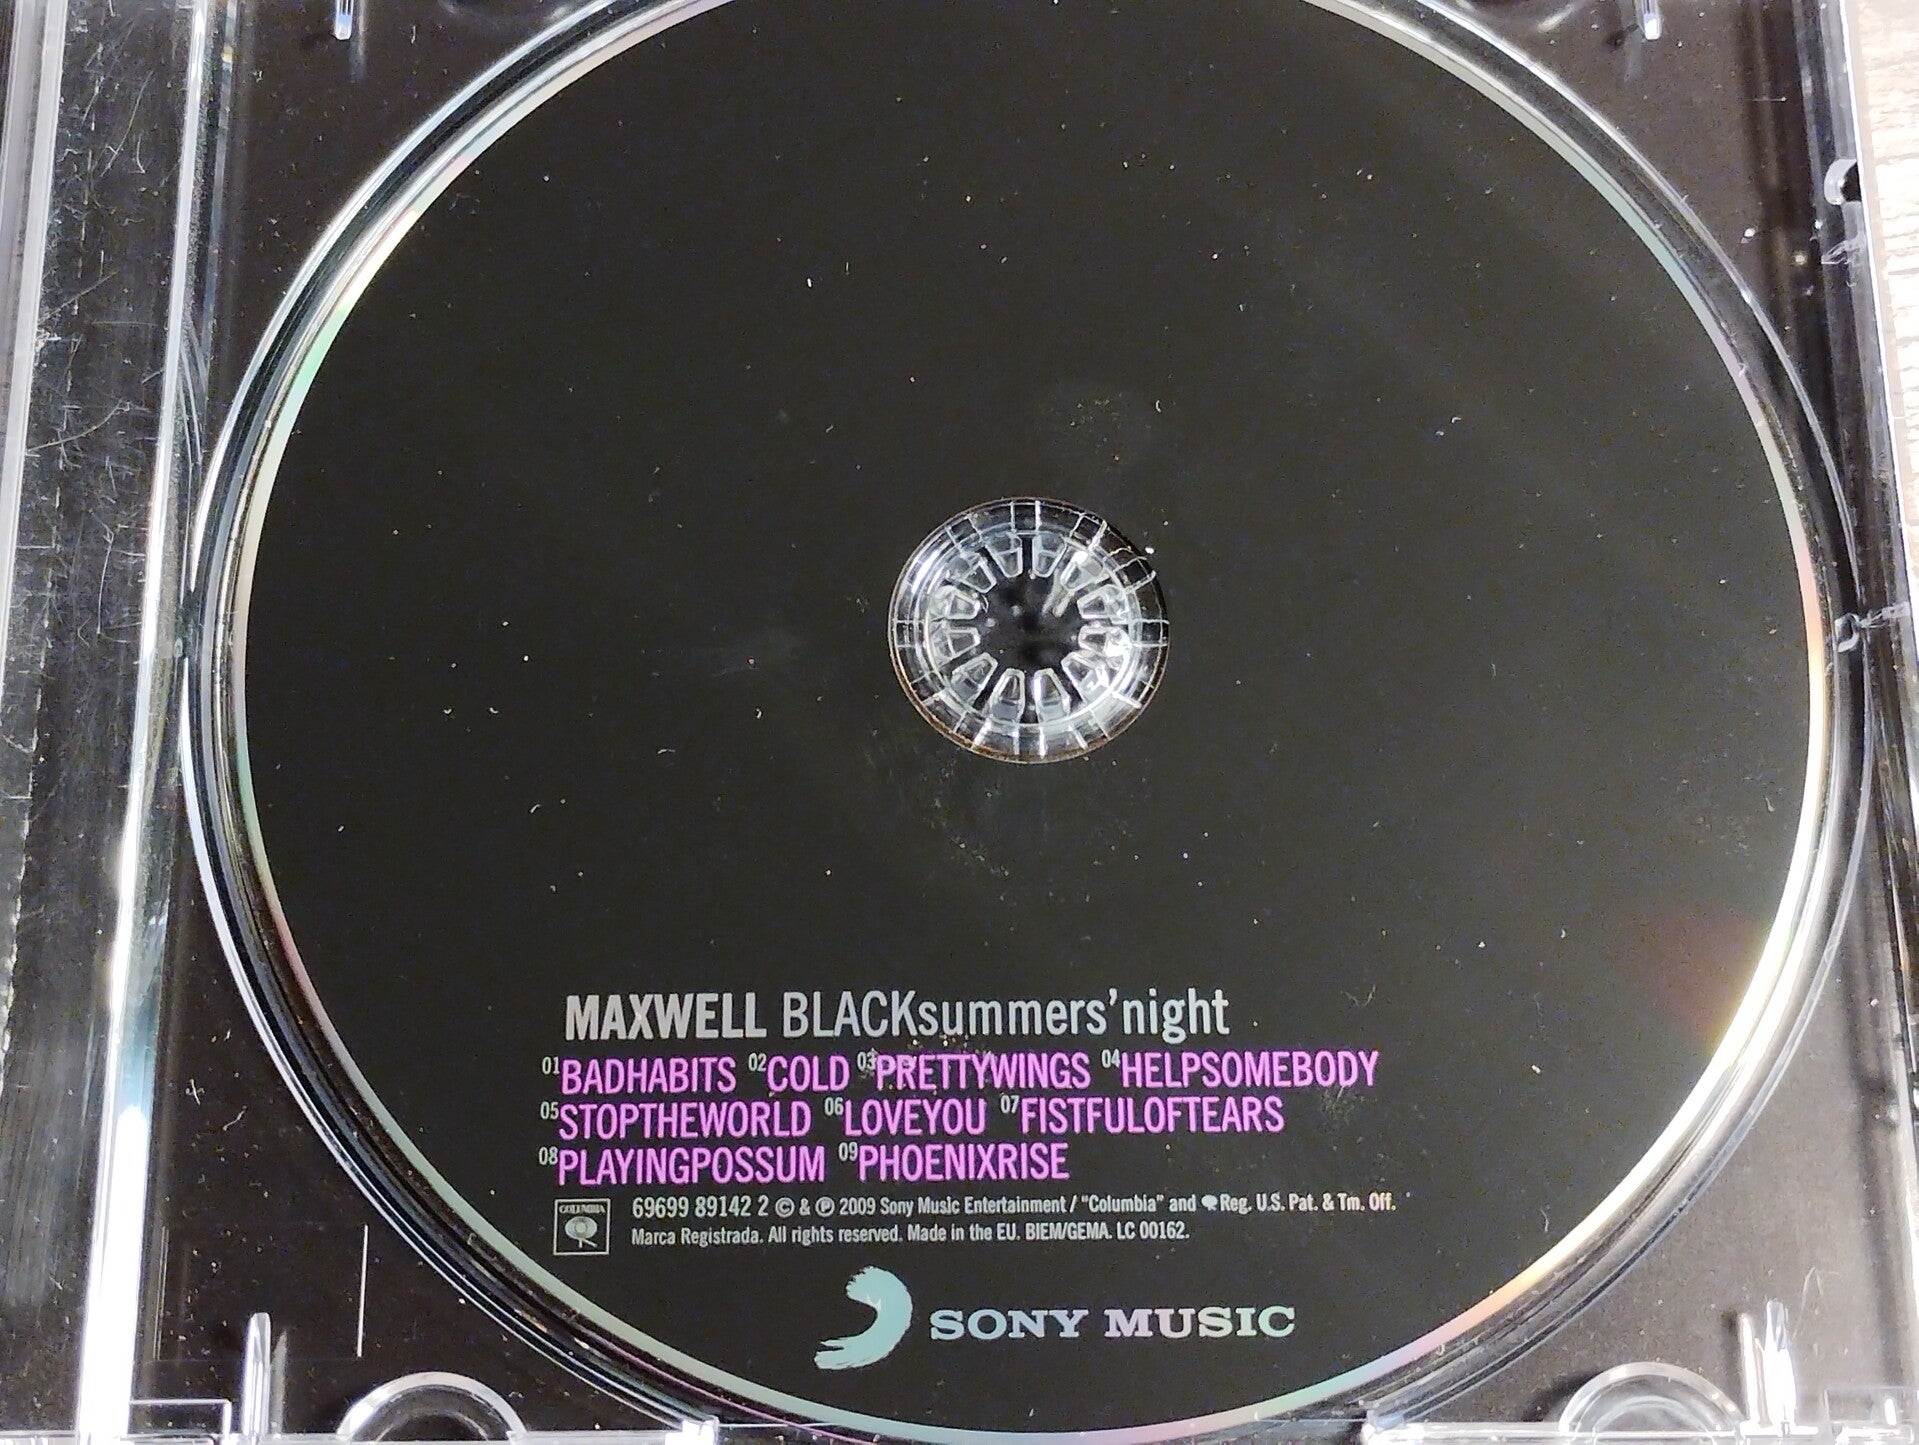 MAXWELL BLACKsummers'night
01BADHABITS 02COLD 03PRETTYWINGS 04HELPSOMEBODY
05STOPTHEWORLD 06LOVEYOU 07FISTFULOFTEARS
08PLAYINGPOSSUM 09PHOENIXRISE
COLUMBIA
69699 89142 2 © & ℗ 2009 Sony Music Entertainment / "Columbia" and Reg. U.S. Pat. & Tm. Off.
Marca Registrada. All rights reserved. Made in the EU. BIEM/GEMA. LC 00162.
SONY MUSIC